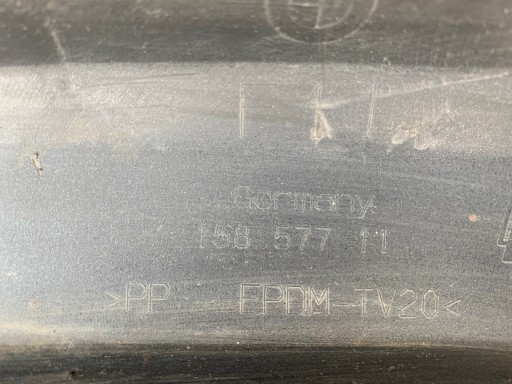 Germany
158 577 11
>PP EPDM-TV20<